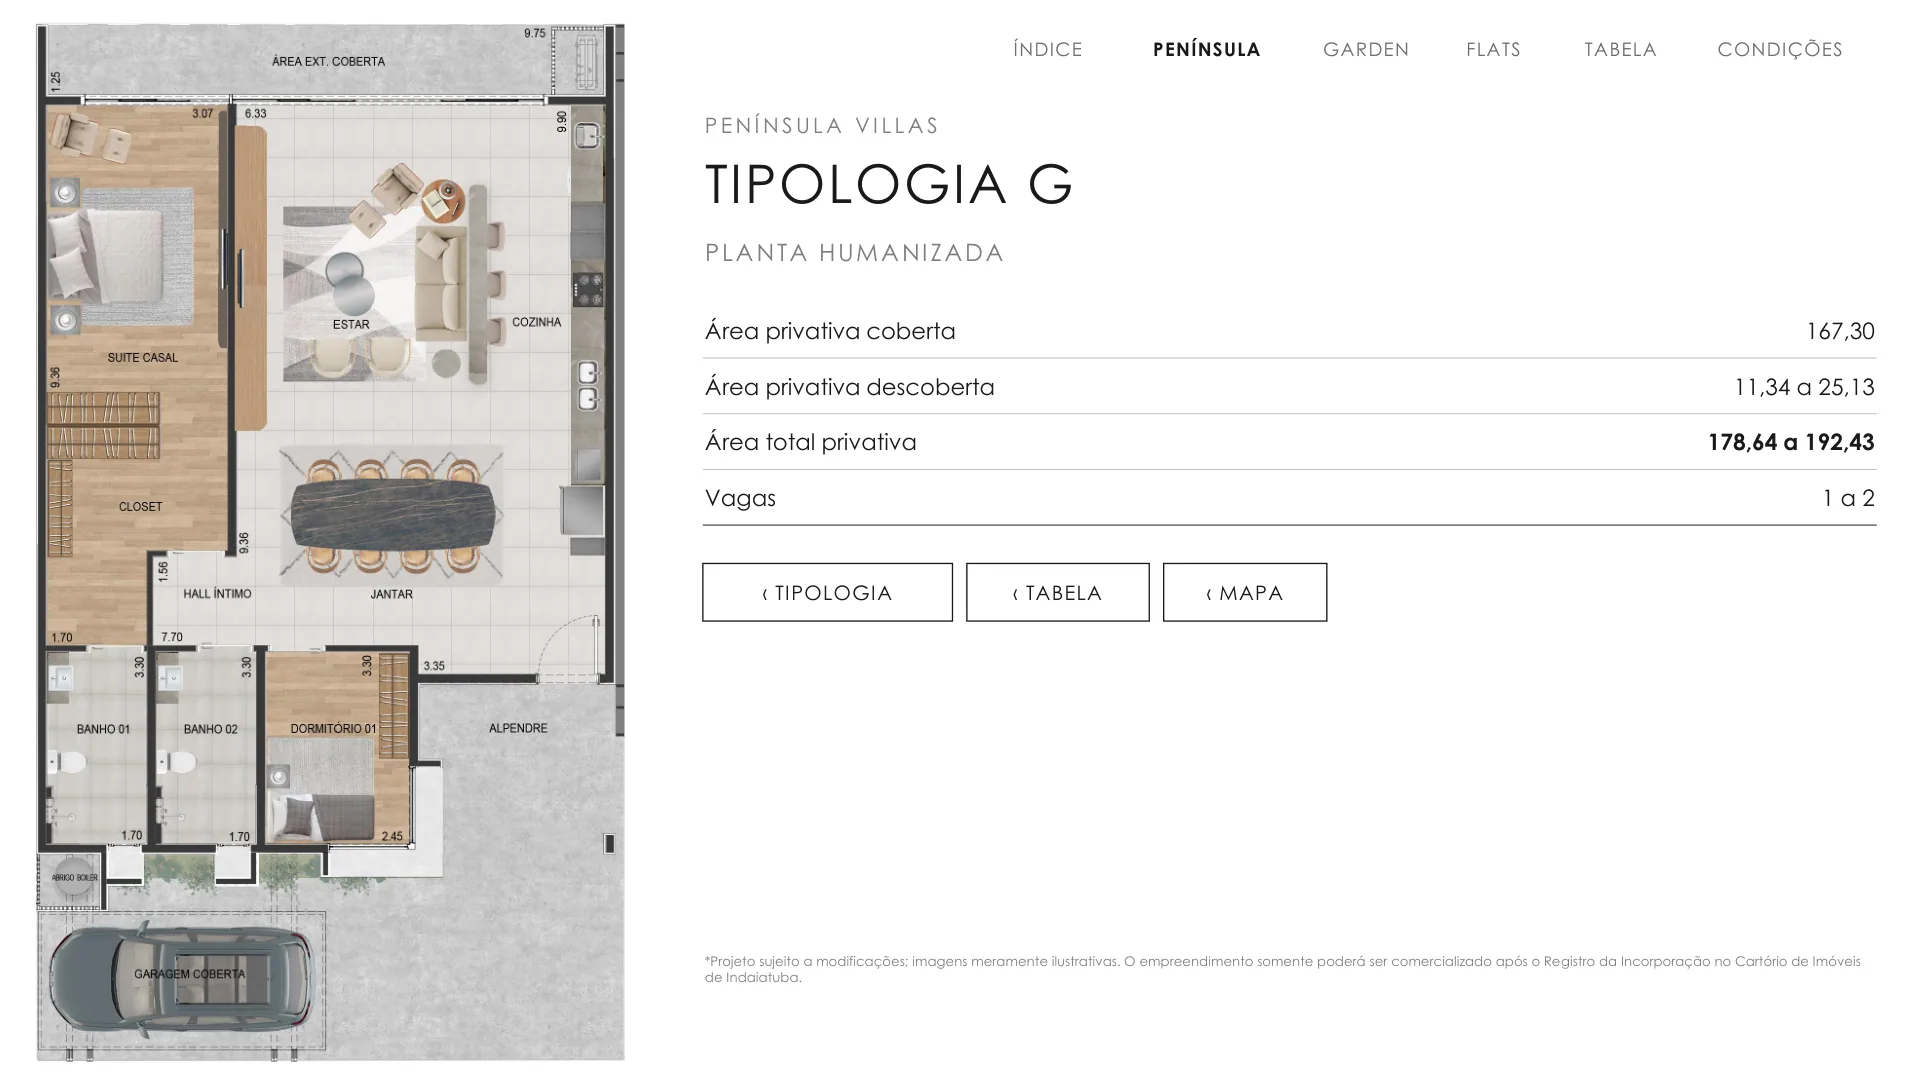 ÍNDICE
PENÍNSULA
GARDEN
FLATS
TABELA
CONDIÇÕES
PENÍNSULA VILLAS
TIPOLOGIA G
PLANTA HUMANIZADA
Área privativa coberta 167,30
Área privativa descoberta 11,34 a 25,13
Área total privativa 178,64 a 192,43
Vagas 1 a 2
‹ TIPOLOGIA
‹ TABELA
‹ MAPA
*Projeto sujeito a modificações; imagens meramente ilustrativas. O empreendimento somente poderá ser comercializado após o Registro da Incorporação no Cartório de Imóveis
de Indaiatuba.
9.75
ÁREA EXT. COBERTA
1.25
3.07
6.33
9.90
ESTAR
COZINHA
SUITE CASAL
9.36
CLOSET
9.36
1.56
HALL ÍNTIMO
JANTAR
1.70
7.70
3.35
3.30
3.30
3.30
BANHO 01
BANHO 02
DORMITÓRIO 01
ALPENDRE
1.70
1.70
2.45
ABRIGO BOILER
GARAGEM COBERTA